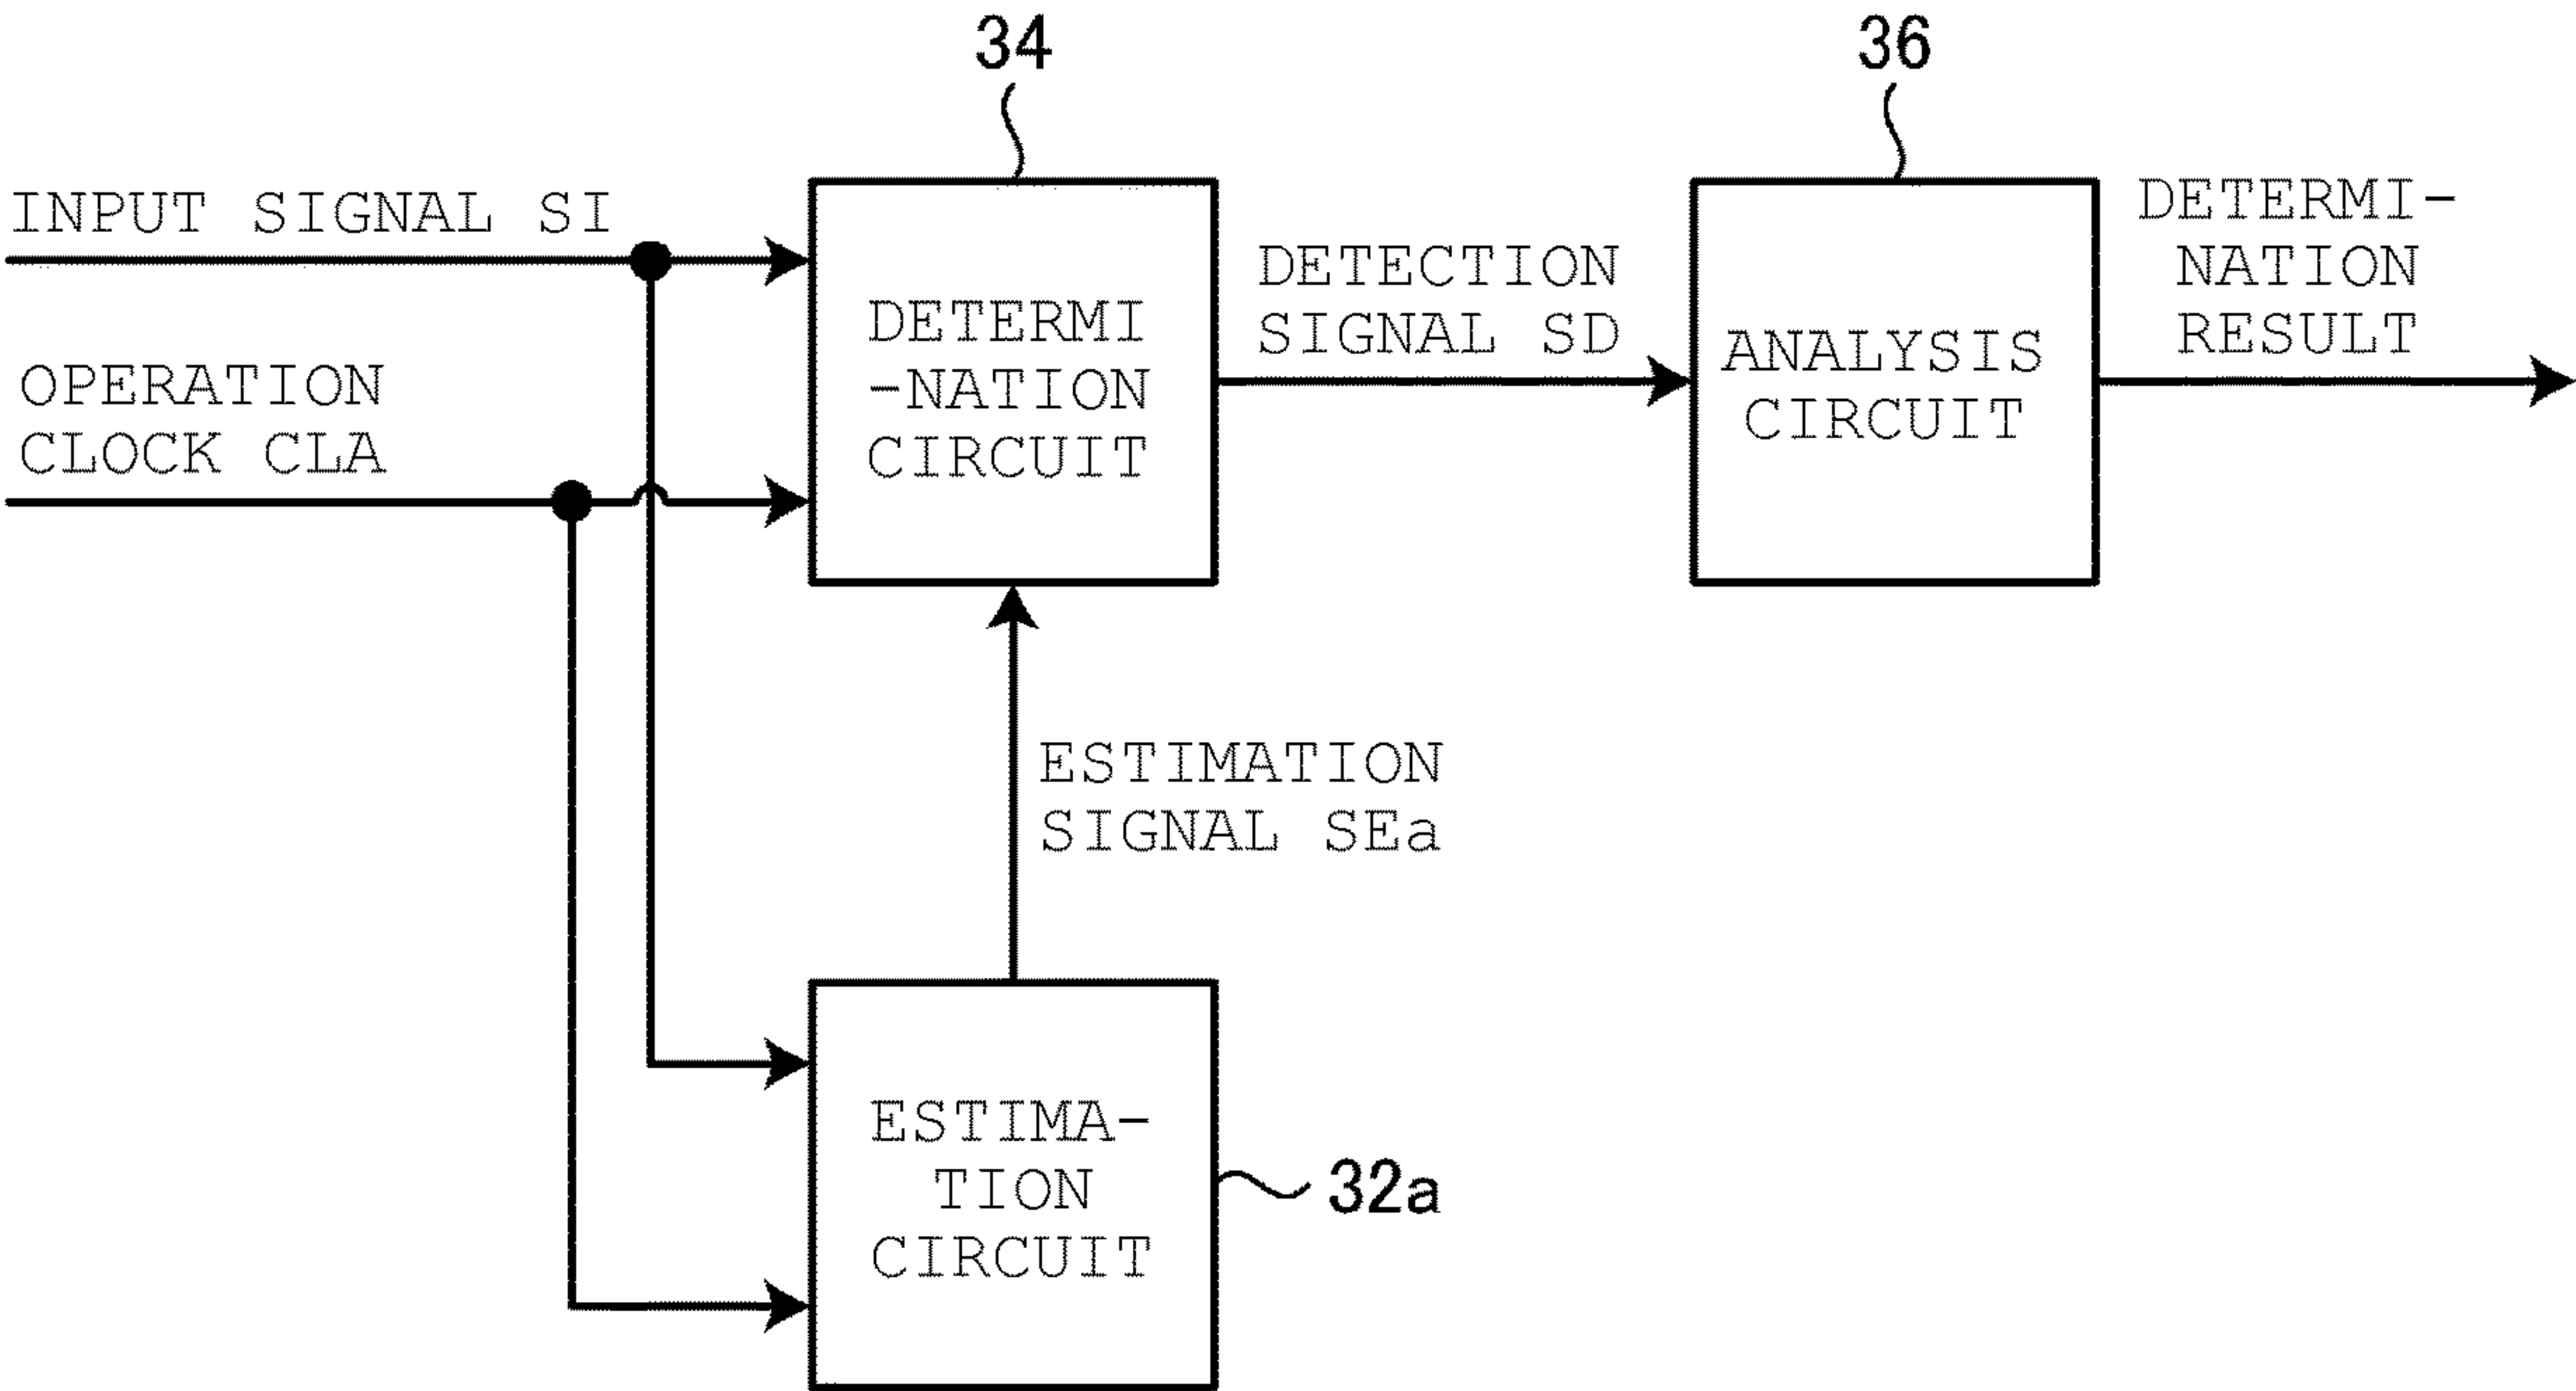 34
36
INPUT SIGNAL SI
OPERATION
CLOCK CLA
DETERMI
-NATION
CIRCUIT
DETECTION
SIGNAL SD
ANALYSIS
CIRCUIT
DETERMI-
NATION
RESULT
ESTIMATION
SIGNAL SEa
ESTIMA-
TION
CIRCUIT
32a